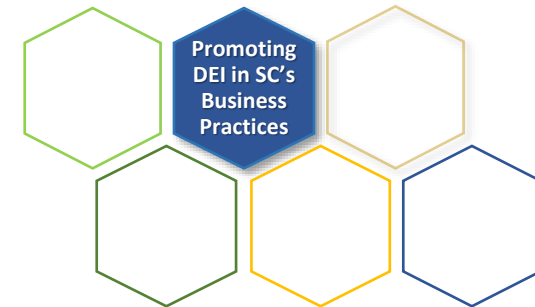 Promoting
DEI in SC’s
Business
Practices